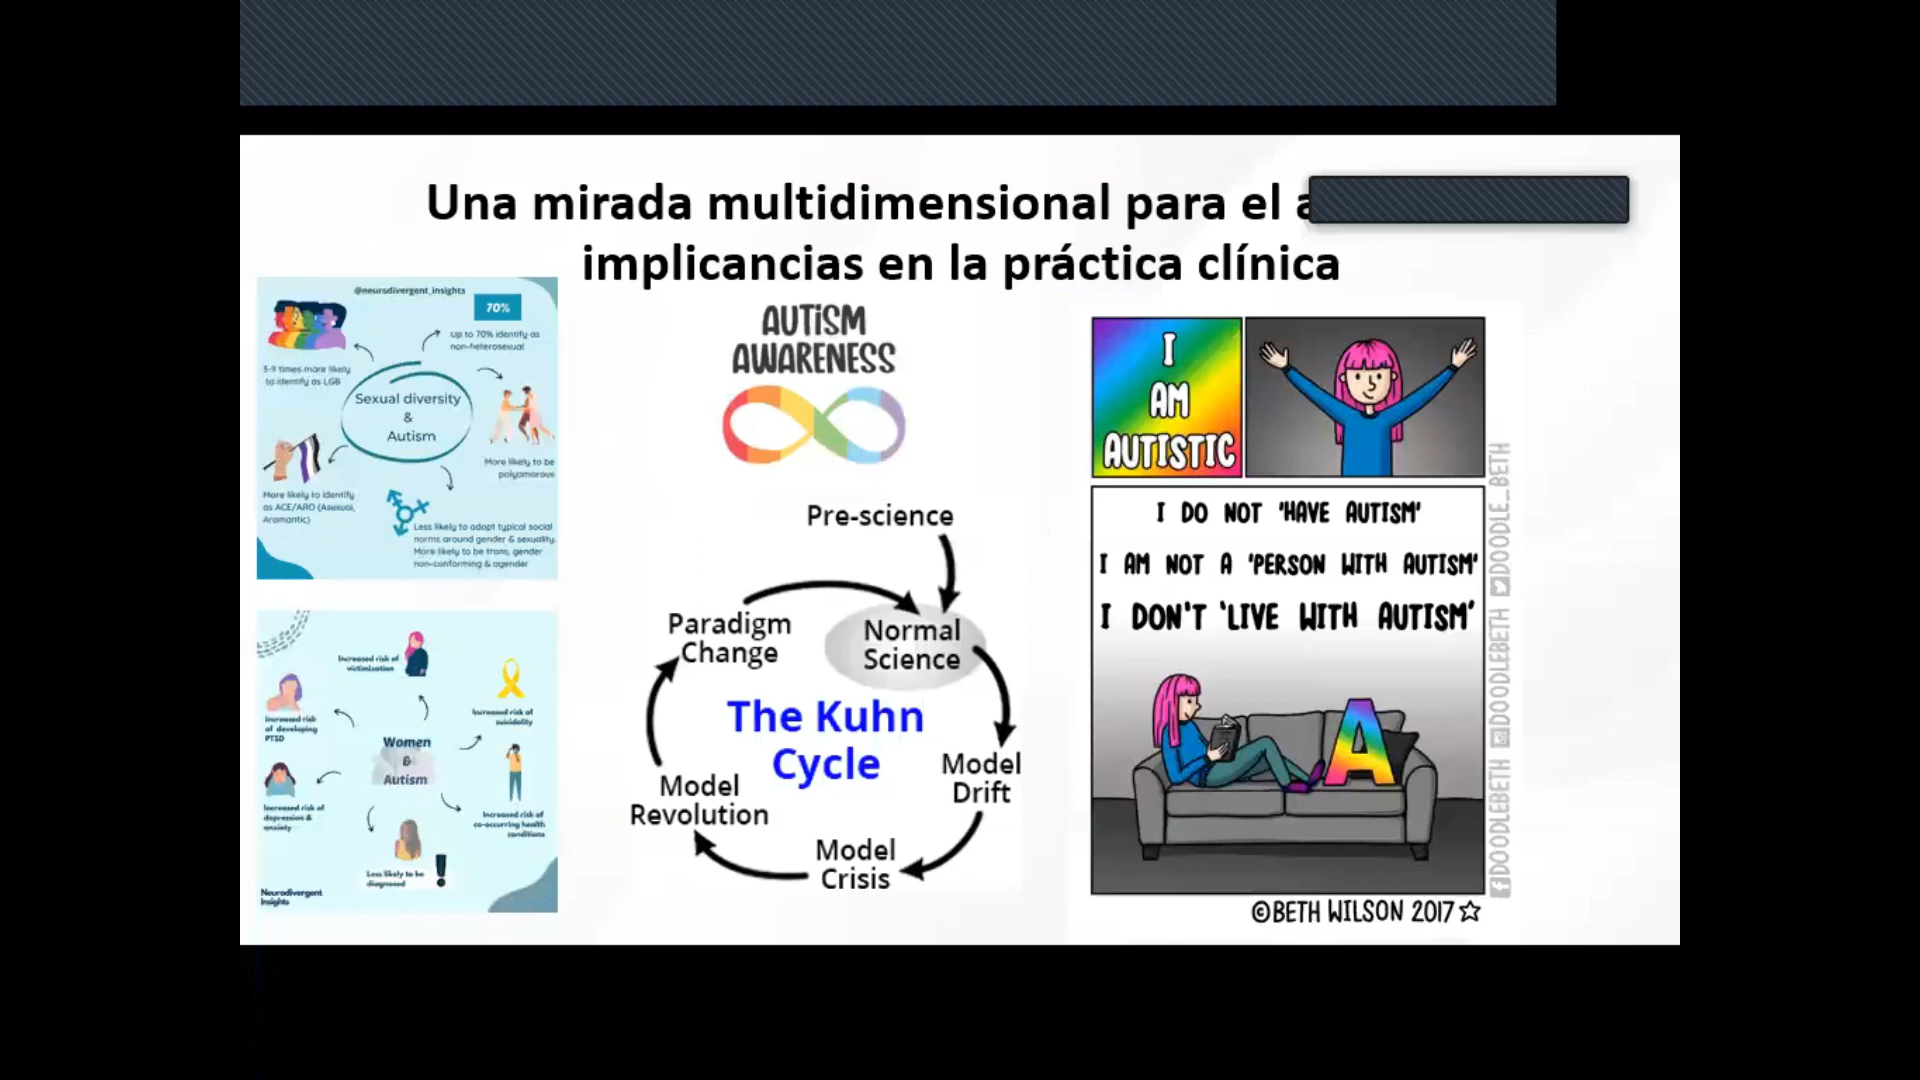 Una mirada multidimensional para el
implicancias en la práctica clínica
@neurodivergent_insights
70%
Up to 70% identify as
non-heterosexual
3-9 times more likely
to identify as LGB
Sexual diversity
&
Autism
More likely to be
polyamorous
More likely to identify
as ACE/ARO (Asexual,
Aromantic)
Less likely to adopt typical social
norms around gender & sexuality.
More likely to be trans, gender
non-conforming & agender
Increased risk of
victimization
Increased risk of
suicidality
Increased risk
of developing
PTSD
Women
&
Autism
Increased risk of
depression &
anxiety
Increased risk of
co-occurring health
conditions
Less likely to be
diagnosed
Neurodivergent
Insights
AUTISM
AWARENESS
Pre-science
Paradigm
Change
Normal
Science
The Kuhn
Cycle
Model
Drift
Model
Revolution
Model
Crisis
I
AM
AUTISTIC
I DO NOT 'HAVE AUTISM'
I AM NOT A 'PERSON WITH AUTISM'
I DON'T 'LIVE WITH AUTISM'
A
DOODLEBETH DOODLEBETH DOODLE_BETH
©BETH WILSON 2017